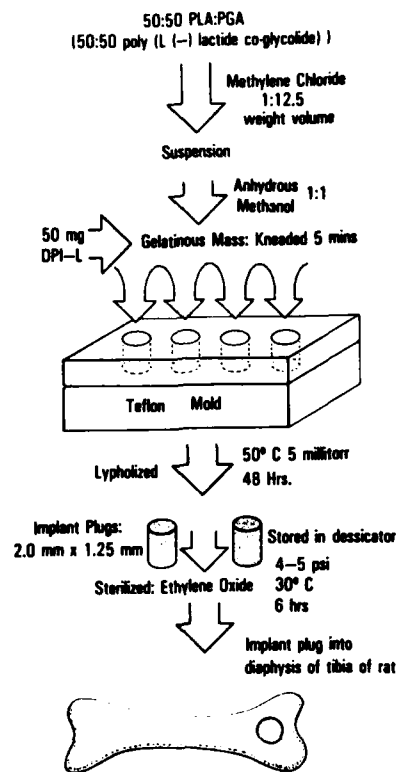 50:50 PLA:PGA
(50:50 poly (L (–) lactide co-glycolide) )
Methylene Chloride
1:12.5
weight volume
Suspension
Anhydrous
Methanol 1:1
50 mg
DPI–L
Gelatinous Mass: Kneaded 5 mins
Teflon Mold
Lypholized
50° C 5 millitorr
48 Hrs.
Implant Plugs:
2.0 mm x 1.25 mm
Stored in dessicator
Sterilized: Ethylene Oxide
4–5 psi
30° C
6 hrs
Implant plug into
diaphysis of tibia of rat